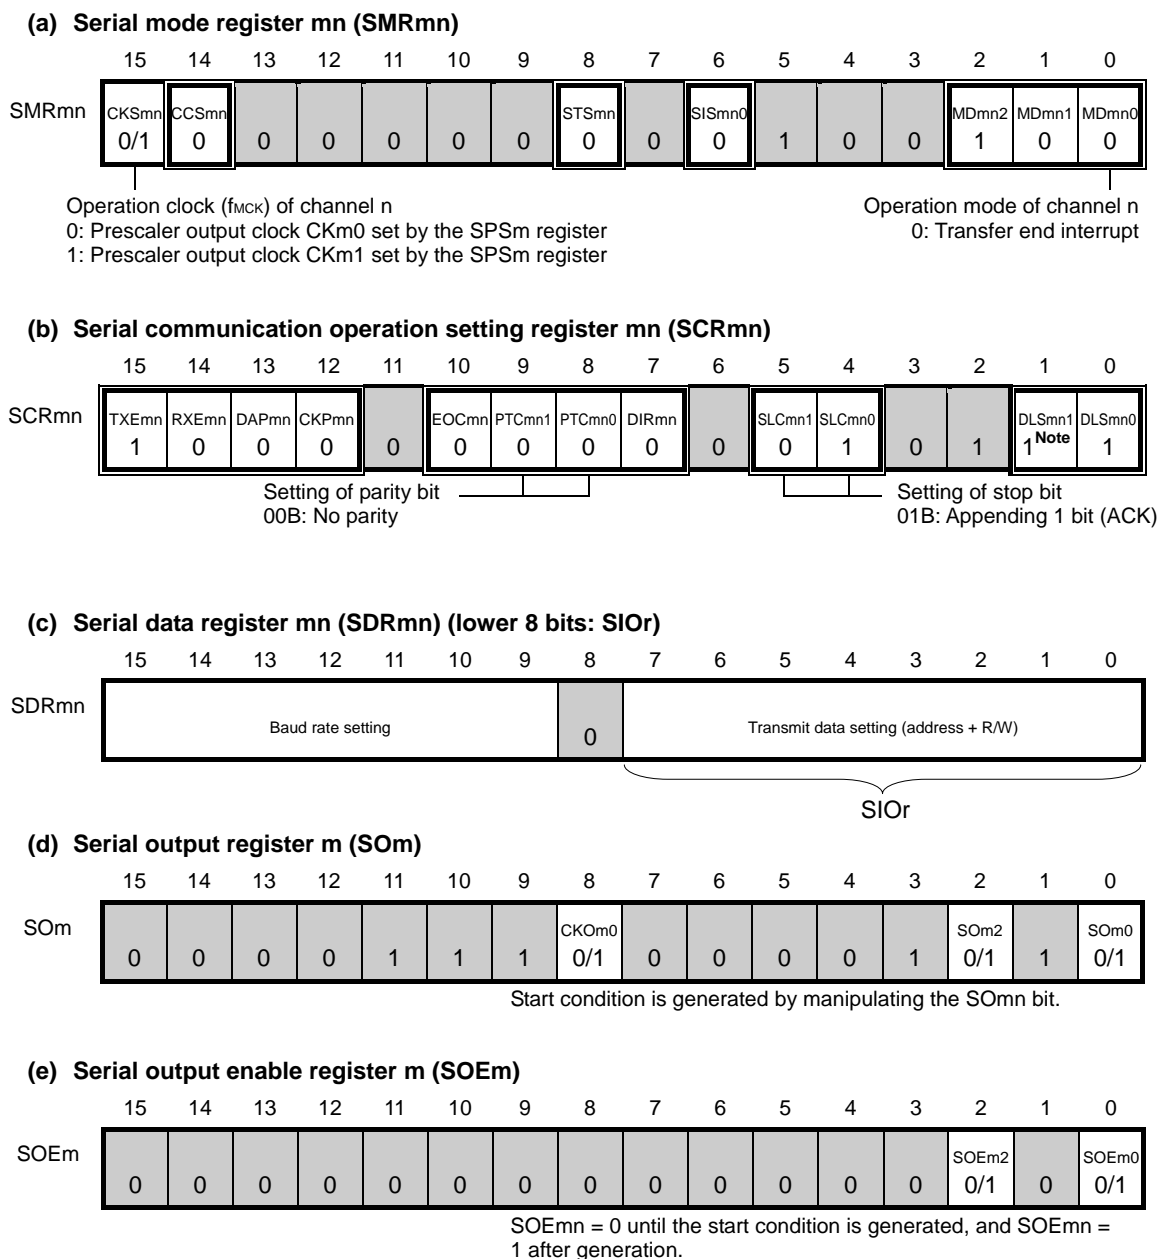 (a) Serial mode register mn (SMRmn)
15 14 13 12 11 10 9 8 7 6 5 4 3 2 1 0
SMRmn
CKSmn CCSmn STSmn SISmn0 MDmn2 MDmn1 MDmn0
0/1 0 0 0 0 0 0 0 0 0 1 0 0 1 0 0
Operation clock (fMCK) of channel n
0: Prescaler output clock CKm0 set by the SPSm register
1: Prescaler output clock CKm1 set by the SPSm register
Operation mode of channel n
0: Transfer end interrupt
(b) Serial communication operation setting register mn (SCRmn)
15 14 13 12 11 10 9 8 7 6 5 4 3 2 1 0
SCRmn
TXEmn RXEmn DAPmn CKPmn EOCmn PTCmn1 PTCmn0 DIRmn SLCmn1 SLCmn0 DLSmn1 DLSmn0
1 0 0 0 0 0 0 0 0 0 0 1 0 1 1 Note 1
Setting of parity bit
00B: No parity
Setting of stop bit
01B: Appending 1 bit (ACK)
(c) Serial data register mn (SDRmn) (lower 8 bits: SIOr)
15 14 13 12 11 10 9 8 7 6 5 4 3 2 1 0
SDRmn
Baud rate setting 0 Transmit data setting (address + R/W)
SIOr
(d) Serial output register m (SOm)
15 14 13 12 11 10 9 8 7 6 5 4 3 2 1 0
SOm
CKOm0 SOm2 SOm0
0 0 0 0 1 1 1 0/1 0 0 0 0 1 0/1 1 0/1
Start condition is generated by manipulating the SOmn bit.
(e) Serial output enable register m (SOEm)
15 14 13 12 11 10 9 8 7 6 5 4 3 2 1 0
SOEm
SOEm2 SOEm0
0 0 0 0 0 0 0 0 0 0 0 0 0 0/1 0 0/1
SOEmn = 0 until the start condition is generated, and SOEmn =
1 after generation.